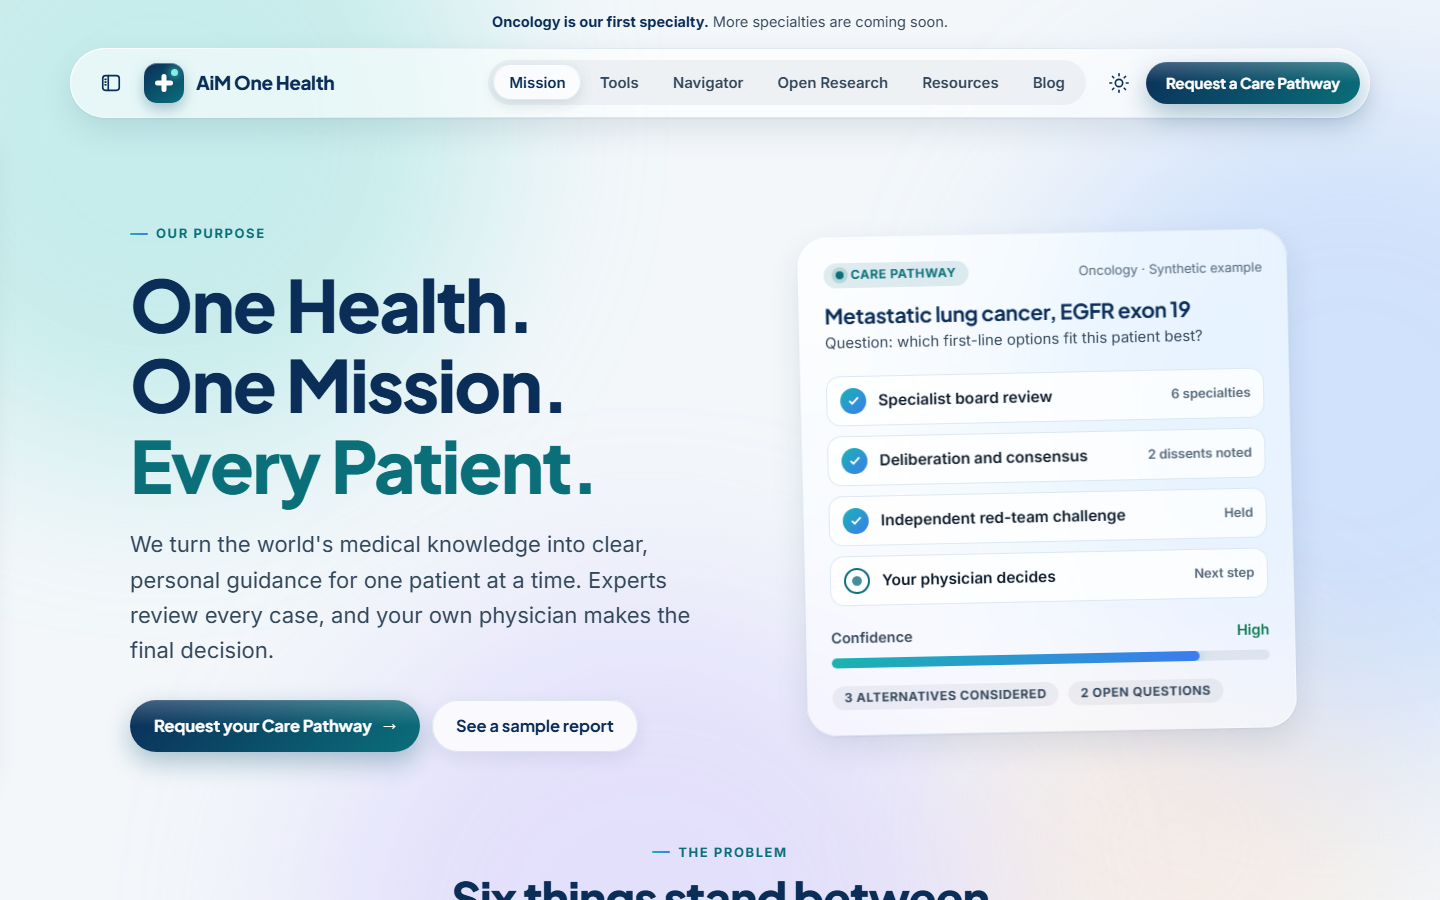 Oncology is our first specialty. More specialties are coming soon.
AiM One Health
Mission
Tools
Navigator
Open Research
Resources
Blog
Request a Care Pathway
OUR PURPOSE
One Health.
One Mission.
Every Patient.
We turn the world's medical knowledge into clear,
personal guidance for one patient at a time. Experts
review every case, and your own physician makes the
final decision.
Request your Care Pathway →
See a sample report
CARE PATHWAY
Oncology · Synthetic example
Metastatic lung cancer, EGFR exon 19
Question: which first-line options fit this patient best?
Specialist board review
6 specialties
Deliberation and consensus
2 dissents noted
Independent red-team challenge
Held
Your physician decides
Next step
Confidence
High
3 ALTERNATIVES CONSIDERED
2 OPEN QUESTIONS
THE PROBLEM
Six things stand between